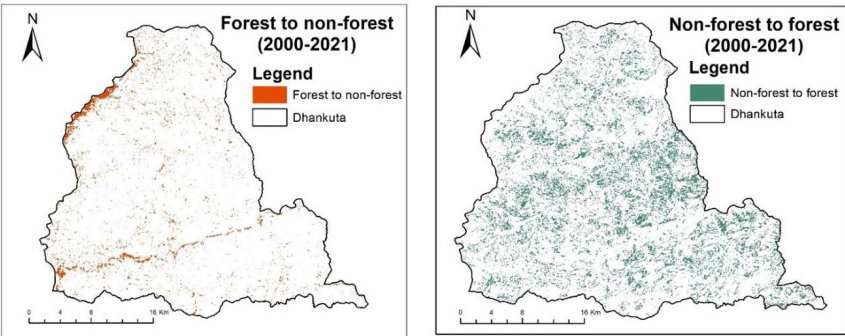 N
Forest to non-forest
(2000-2021)
Legend
Forest to non-forest
Dhankuta
0 4 8 16 Km
N
Non-forest to forest
(2000-2021)
Legend
Non-forest to forest
Dhankuta
0 4 8 16 Km